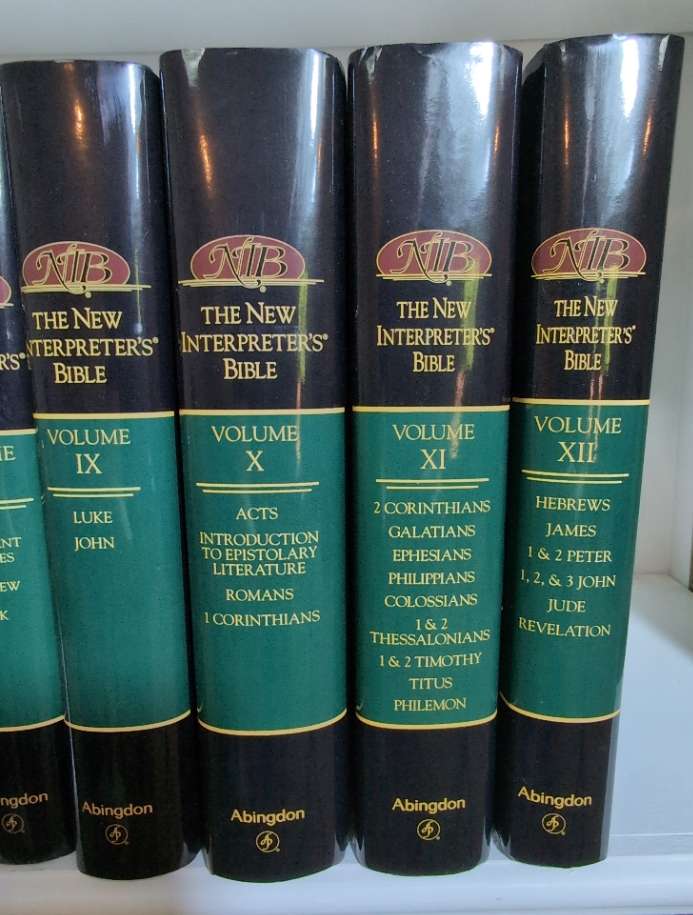 NIB
THE NEW
INTERPRETER'S®
BIBLE
VOLUME
IX
LUKE
JOHN
Abingdon
NIB
THE NEW
INTERPRETER'S®
BIBLE
VOLUME
X
ACTS
INTRODUCTION
TO EPISTOLARY
LITERATURE
ROMANS
1 CORINTHIANS
Abingdon
NIB
THE NEW
INTERPRETER'S®
BIBLE
VOLUME
XI
2 CORINTHIANS
GALATIANS
EPHESIANS
PHILIPPIANS
COLOSSIANS
1 & 2
THESSALONIANS
1 & 2 TIMOTHY
TITUS
PHILEMON
Abingdon
NIB
THE NEW
INTERPRETER'S®
BIBLE
VOLUME
XII
HEBREWS
JAMES
1 & 2 PETER
1, 2, & 3 JOHN
JUDE
REVELATION
Abingdon